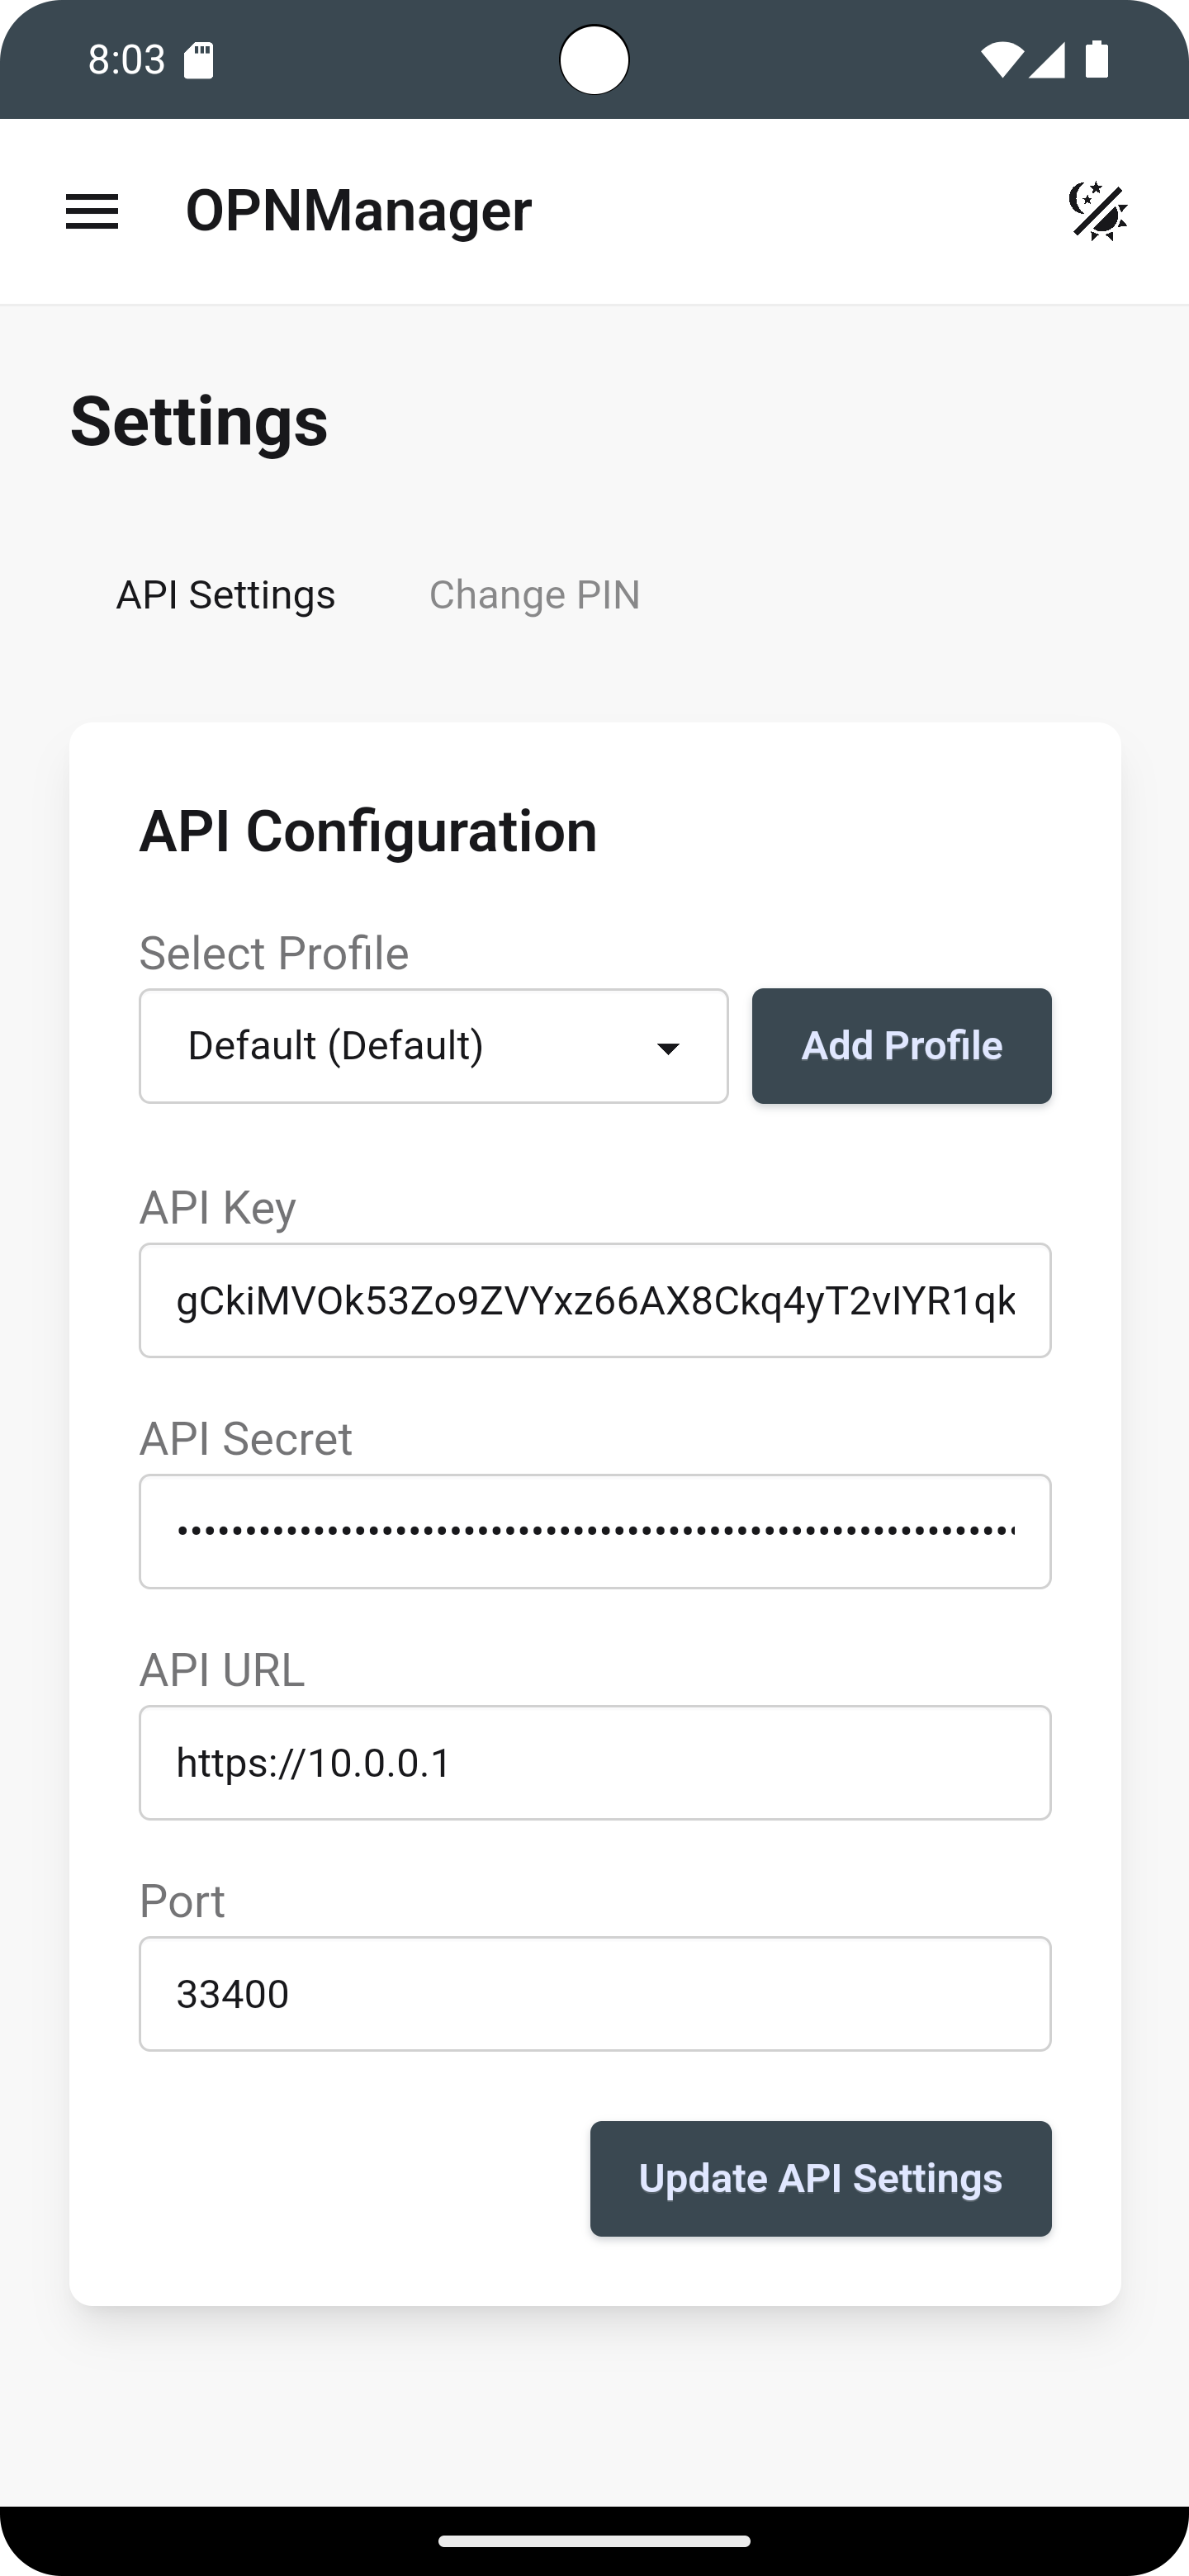 8:03
OPNManager
Settings
API Settings
Change PIN
API Configuration
Select Profile
Default (Default)
Add Profile
API Key
gCkiMVOk53Zo9ZVYxz66AX8Ckq4yT2vIYR1qk
API Secret
••••••••••••••••••••••••••••••••••••••••••••••••••••••••••••••
API URL
https://10.0.0.1
Port
33400
Update API Settings